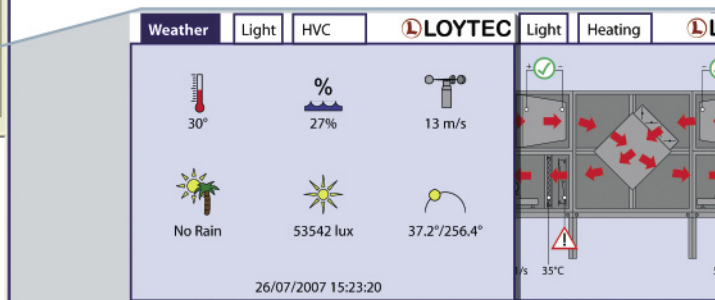 Weather
Light
HVC
LOYTEC
Light
Heating
%
30°
27%
13 m/s
No Rain
53542 lux
37.2°/256.4°
/s
35°C
26/07/2007 15:23:20